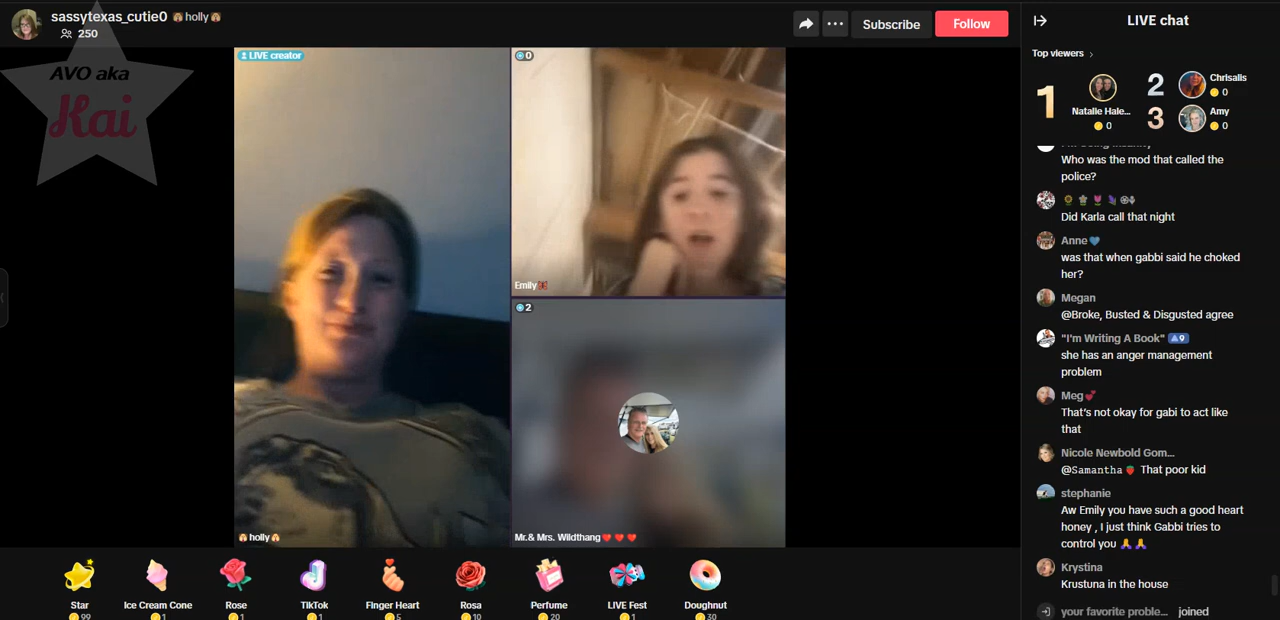 sassytexas_cutie0 🙈holly🙈
250
Subscribe
Follow
AVO aka
Kai
LIVE creator
0
Emily
2
🙈holly🙈
Mr.& Mrs. Wildthang❤️ ❤️ ❤️
Star
99
Ice Cream Cone
1
Rose
1
TikTok
1
Finger Heart
5
Rosa
10
Perfume
20
LIVE Fest
1
Doughnut
30
LIVE chat
Top viewers
1
Natalie Hale...
0
2
Chrisalis
0
3
Amy
0
Who was the mod that called the
police?
Did Karla call that night
Anne💙
was that when gabbi said he choked
her?
Megan
@Broke, Busted & Disgusted agree
"I'm Writing A Book" 9
she has an anger management
problem
Meg💕
That's not okay for gabi to act like
that
Nicole Newbold Gom...
@Samantha🍓 That poor kid
stephanie
Aw Emily you have such a good heart
honey , I just think Gabbi tries to
control you 🙏 🙏
Krystina
Krustuna in the house
your favorite proble... joined